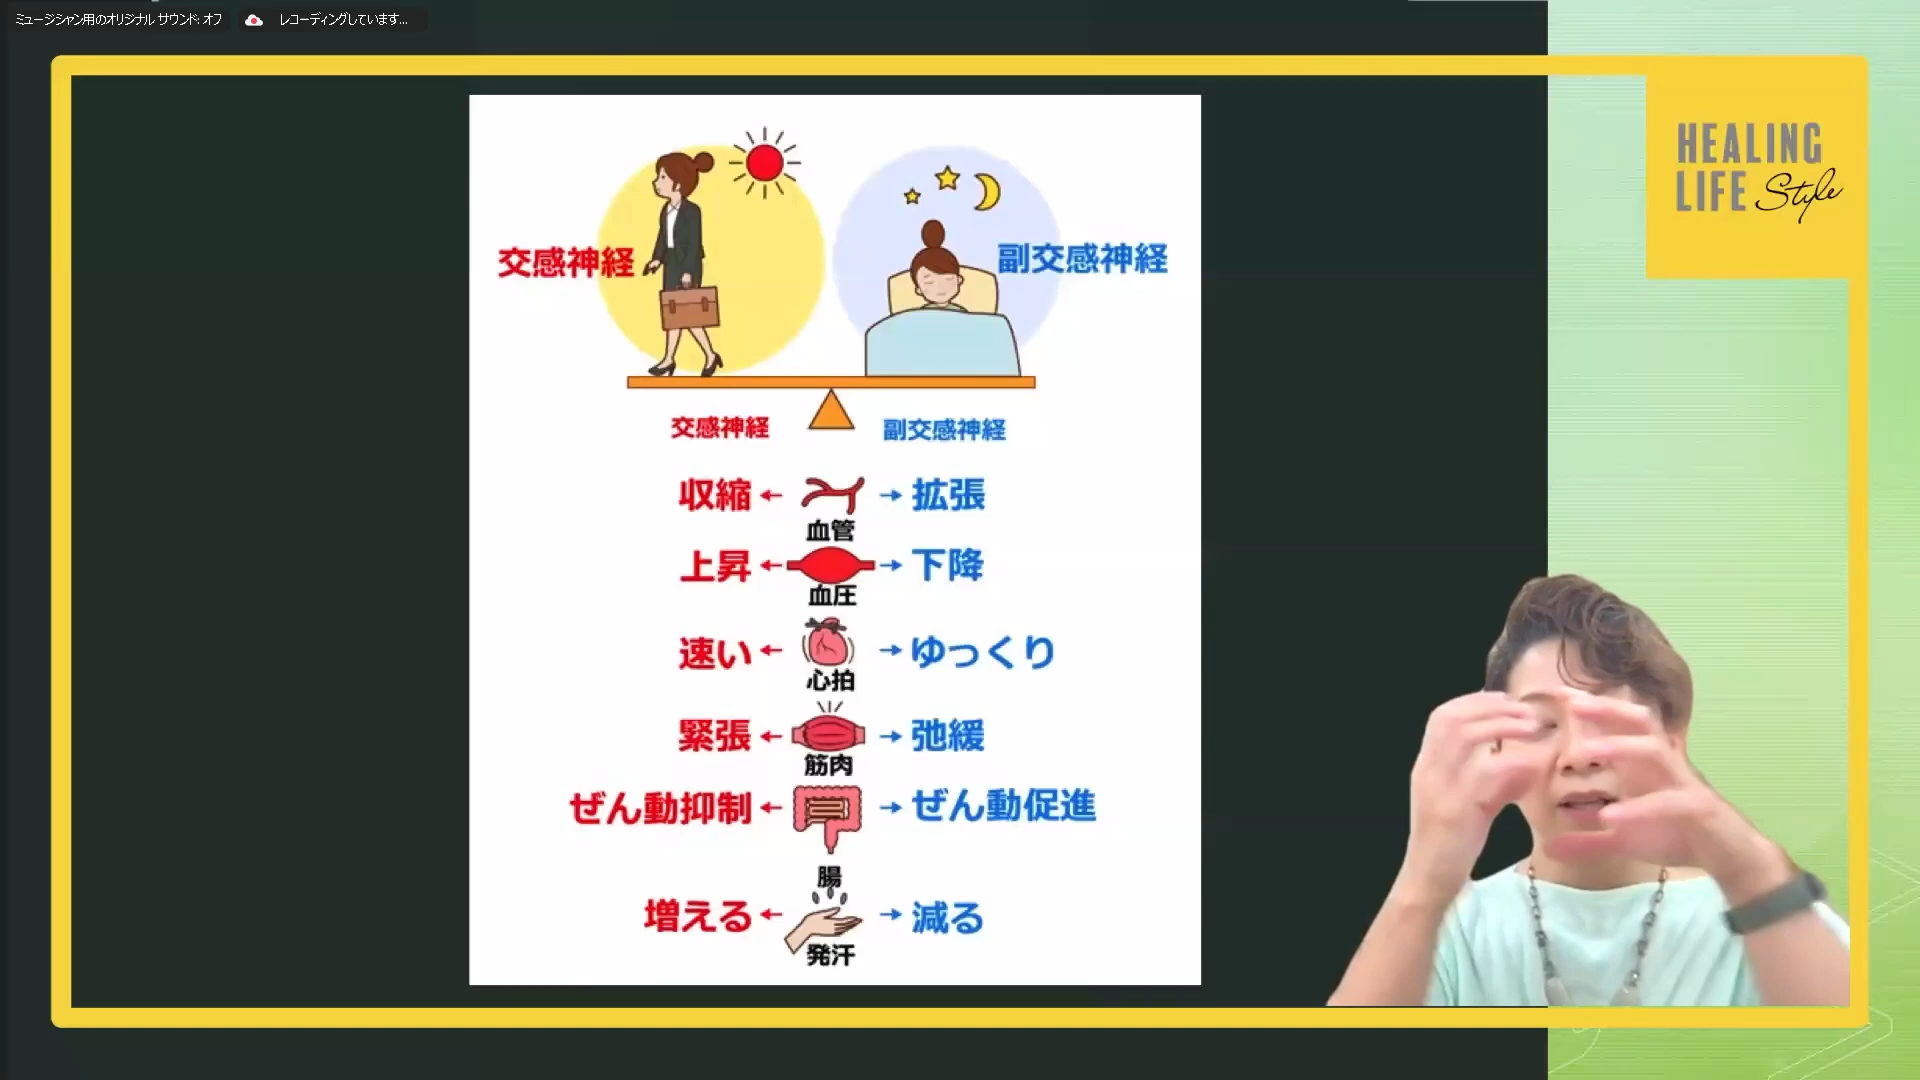 ミュージシャン用のオリジナル サウンド: オフ
レコーディングしています...
HEALING
LIFE Style
交感神経
副交感神経
交感神経
副交感神経
収縮 ← → 拡張
血管
上昇 ← → 下降
血圧
速い ← → ゆっくり
心拍
緊張 ← → 弛緩
筋肉
ぜん動抑制 ← → ぜん動促進
腸
増える ← → 減る
発汗